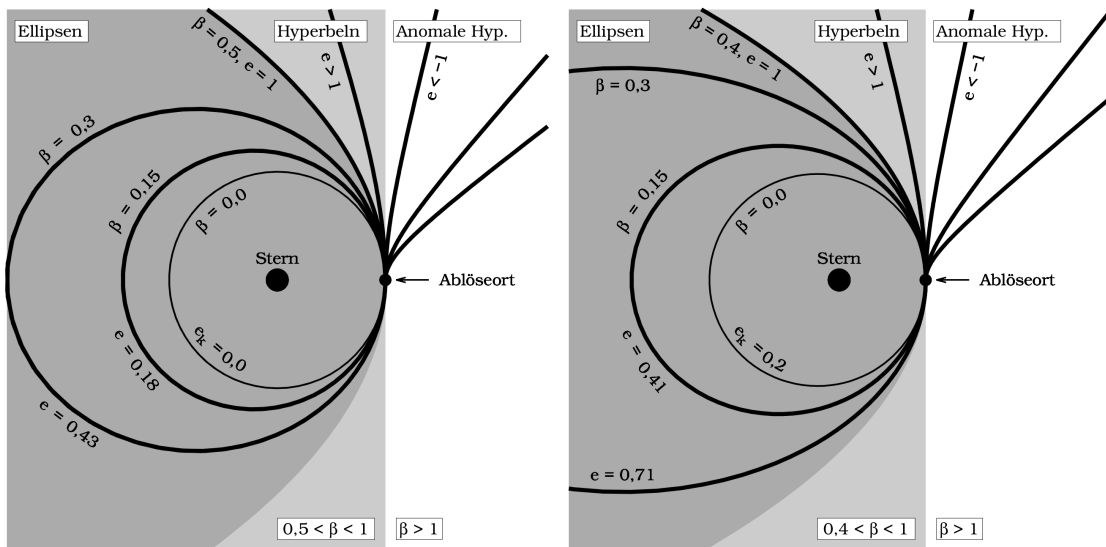 Ellipsen
Hyperbeln
Anomale Hyp.
β = 0,5, e = 1
e > 1
e < -1
β = 0,3
β = 0,15
β = 0,0
Stern
Ablöseort
e_k = 0,0
e = 0,18
e = 0,43
0,5 < β < 1
β > 1
Ellipsen
Hyperbeln
Anomale Hyp.
β = 0,4, e = 1
e > 1
e < -1
β = 0,3
β = 0,15
β = 0,0
Stern
Ablöseort
e_k = 0,2
e = 0,41
e = 0,71
0,4 < β < 1
β > 1